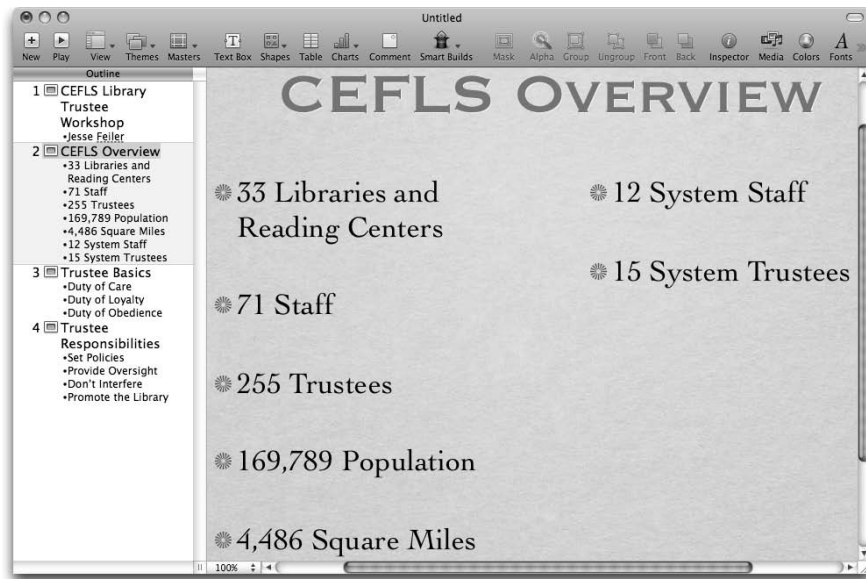 Untitled
New Play View Themes Masters Text Box Shapes Table Charts Comment Smart Builds Mask Alpha Group Ungroup Front Back Inspector Media Colors Fonts
Outline
1 CEFLS Library
Trustee
Workshop
•Jesse Feiler
2 CEFLS Overview
•33 Libraries and
Reading Centers
•71 Staff
•255 Trustees
•169,789 Population
•4,486 Square Miles
•12 System Staff
•15 System Trustees
3 Trustee Basics
•Duty of Care
•Duty of Loyalty
•Duty of Obedience
4 Trustee
Responsibilities
•Set Policies
•Provide Oversight
•Don't Interfere
•Promote the Library
CEFLS OVERVIEW
33 Libraries and
Reading Centers
71 Staff
255 Trustees
169,789 Population
4,486 Square Miles
12 System Staff
15 System Trustees
100%